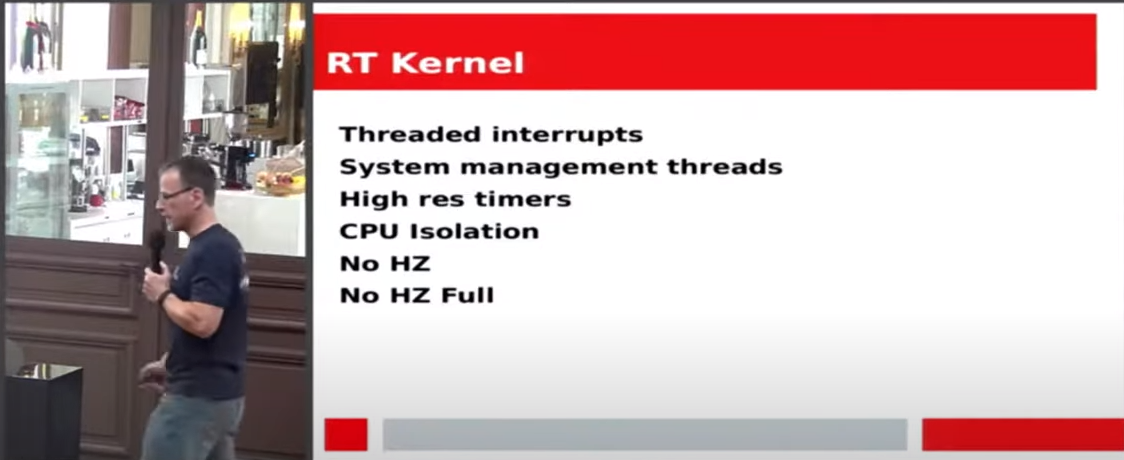 RT Kernel
Threaded interrupts
System management threads
High res timers
CPU Isolation
No HZ
No HZ Full